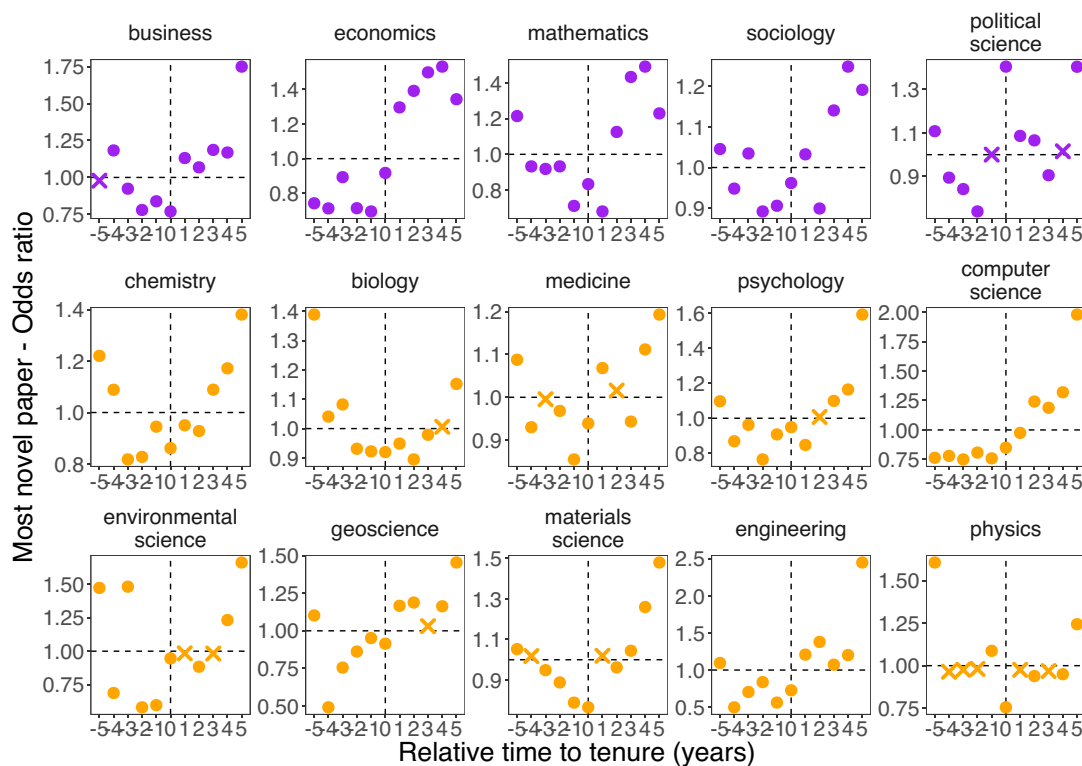 business economics mathematics sociology political science
1.75 1.50 1.25 1.00 0.75
1.4 1.2 1.0 0.8
1.4 1.2 1.0 0.8
1.2 1.1 1.0 0.9
1.3 1.1 0.9
-5-4-3-2-1 0 1 2 3 4 5 -5-4-3-2-1 0 1 2 3 4 5 -5-4-3-2-1 0 1 2 3 4 5 -5-4-3-2-1 0 1 2 3 4 5 -5-4-3-2-1 0 1 2 3 4 5
Most novel paper - Odds ratio
chemistry biology medicine psychology computer science
1.4 1.2 1.0 0.8
1.4 1.3 1.2 1.1 1.0 0.9
1.2 1.1 1.0 0.9
1.6 1.4 1.2 1.0 0.8
2.00 1.75 1.50 1.25 1.00 0.75
-5-4-3-2-1 0 1 2 3 4 5 -5-4-3-2-1 0 1 2 3 4 5 -5-4-3-2-1 0 1 2 3 4 5 -5-4-3-2-1 0 1 2 3 4 5 -5-4-3-2-1 0 1 2 3 4 5
environmental science geoscience materials science engineering physics
1.50 1.25 1.00 0.75
1.50 1.25 1.00 0.75 0.50
1.5 1.3 1.1 0.9
2.5 2.0 1.5 1.0 0.5
1.50 1.25 1.00 0.75
-5-4-3-2-1 0 1 2 3 4 5 -5-4-3-2-1 0 1 2 3 4 5 -5-4-3-2-1 0 1 2 3 4 5 -5-4-3-2-1 0 1 2 3 4 5 -5-4-3-2-1 0 1 2 3 4 5
Relative time to tenure (years)